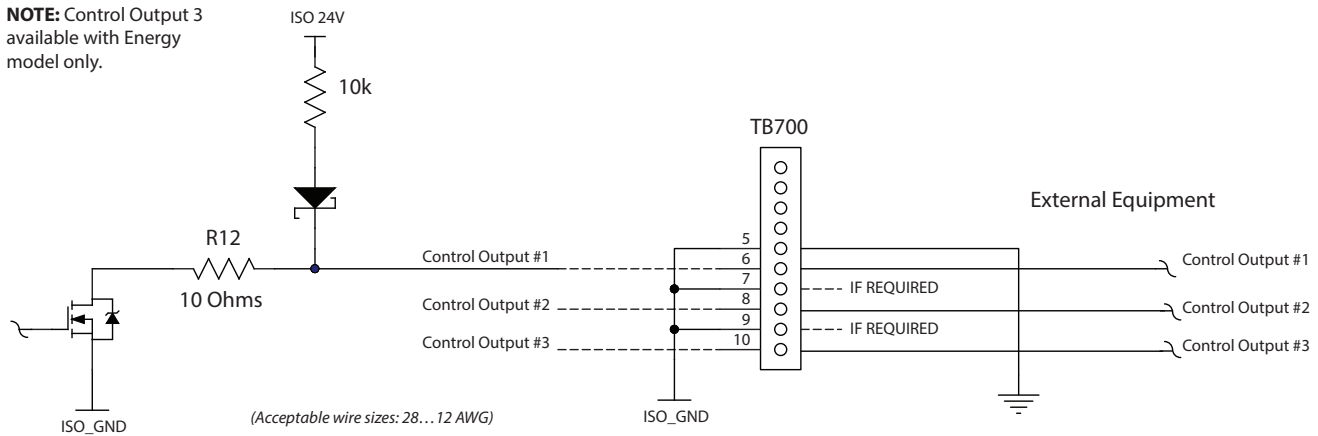 NOTE: Control Output 3
available with Energy
model only.
ISO 24V
10k
TB700
External Equipment
R12
10 Ohms
Control Output #1
Control Output #2
Control Output #3
5
6
7
8
9
10
IF REQUIRED
IF REQUIRED
Control Output #1
Control Output #2
Control Output #3
ISO_GND
(Acceptable wire sizes: 28…12 AWG)
ISO_GND